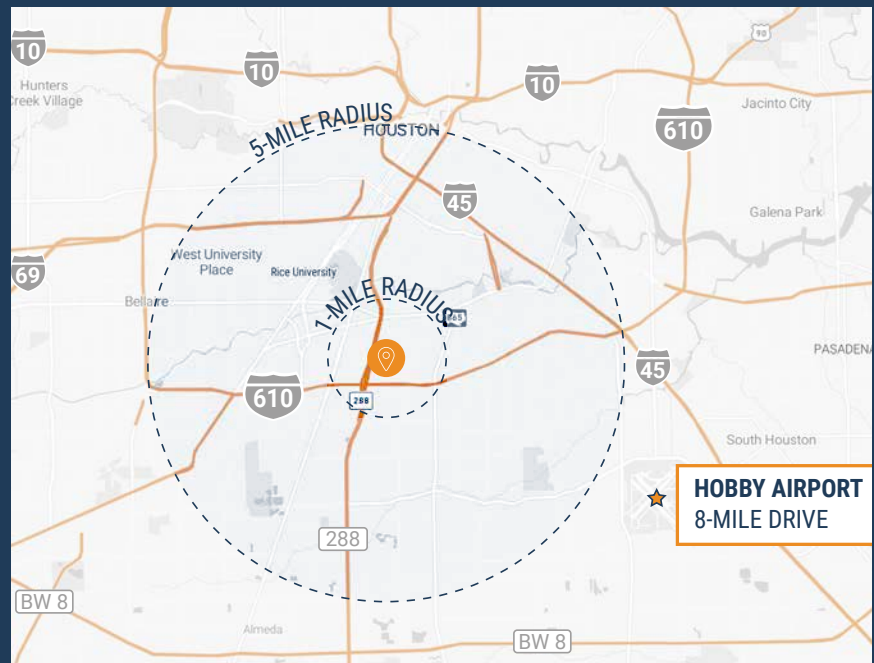 10
10
10
90
Hunters
Creek Village
Jacinto City
610
5-MILE RADIUS
HOUSTON
45
Galena Park
69
West University
Place
Rice University
Bellaire
1-MILE RADIUS
PASADENA
45
610
288
South Houston
HOBBY AIRPORT
8-MILE DRIVE
288
BW 8
Almeda
BW 8